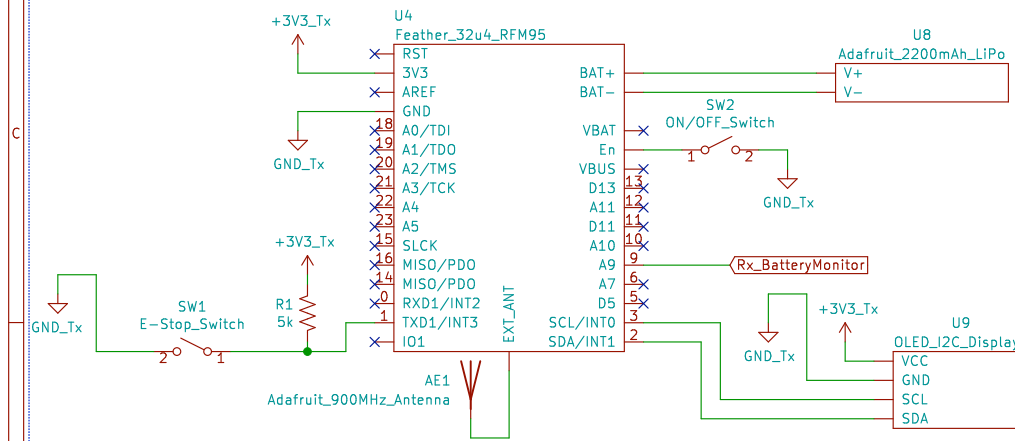 C
+3V3_Tx
GND_Tx
U4
Feather_32u4_RFM95
RST
3V3
AREF
GND
18 A0/TDI
19 A1/TDO
20 A2/TMS
21 A3/TCK
22 A4
23 A5
15 SLCK
16 MISO/PDO
14 MISO/PDO
0 RXD1/INT2
1 TXD1/INT3
IO1
EXT_ANT
BAT+
BAT-
VBAT
En
VBUS
D13 13
A11 12
D11 11
A10 10
A9 9
A7 6
D5 5
SCL/INT0 3
SDA/INT1 2
U8
Adafruit_2200mAh_LiPo
V+
V-
SW2
ON/OFF_Switch
1 2
GND_Tx
Rx_BatteryMonitor
+3V3_Tx
R1
5k
GND_Tx
SW1
E-Stop_Switch
2 1
AE1
Adafruit_900MHz_Antenna
GND_Tx
+3V3_Tx
U9
OLED_I2C_Display
VCC
GND
SCL
SDA